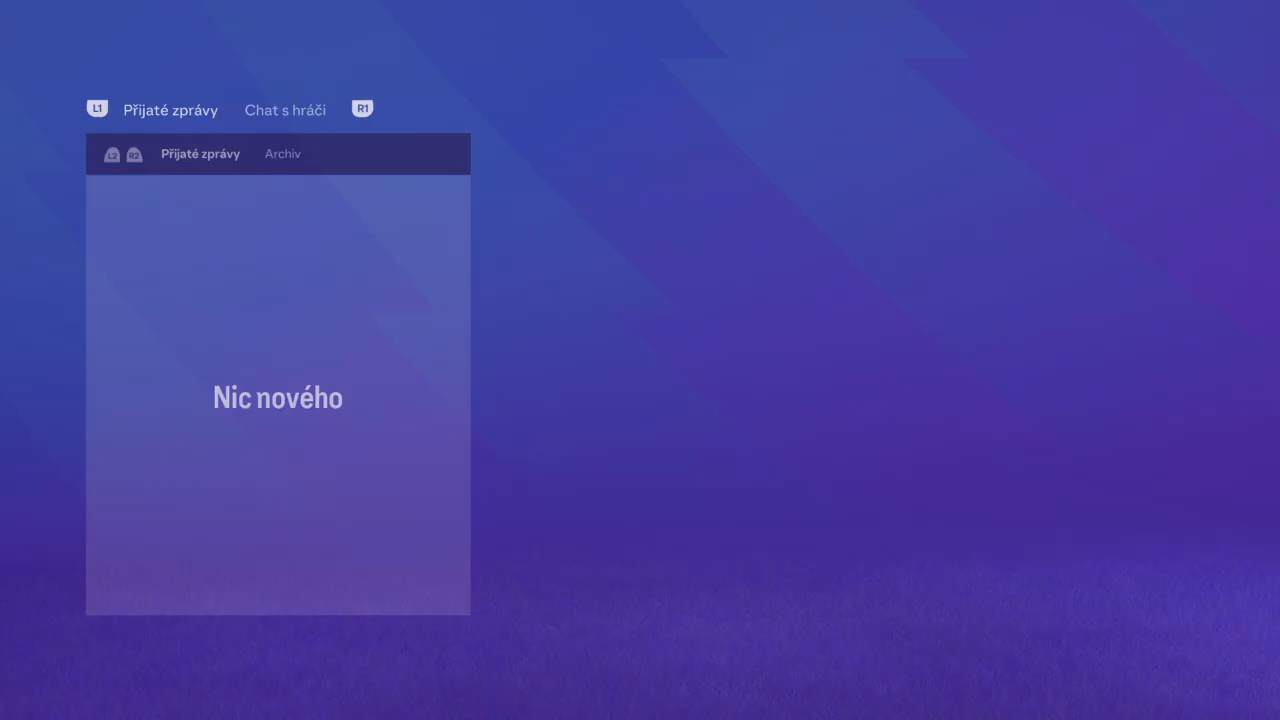 L1 Přijaté zprávy Chat s hráči R1
L2 R2 Přijaté zprávy Archiv
Nic nového